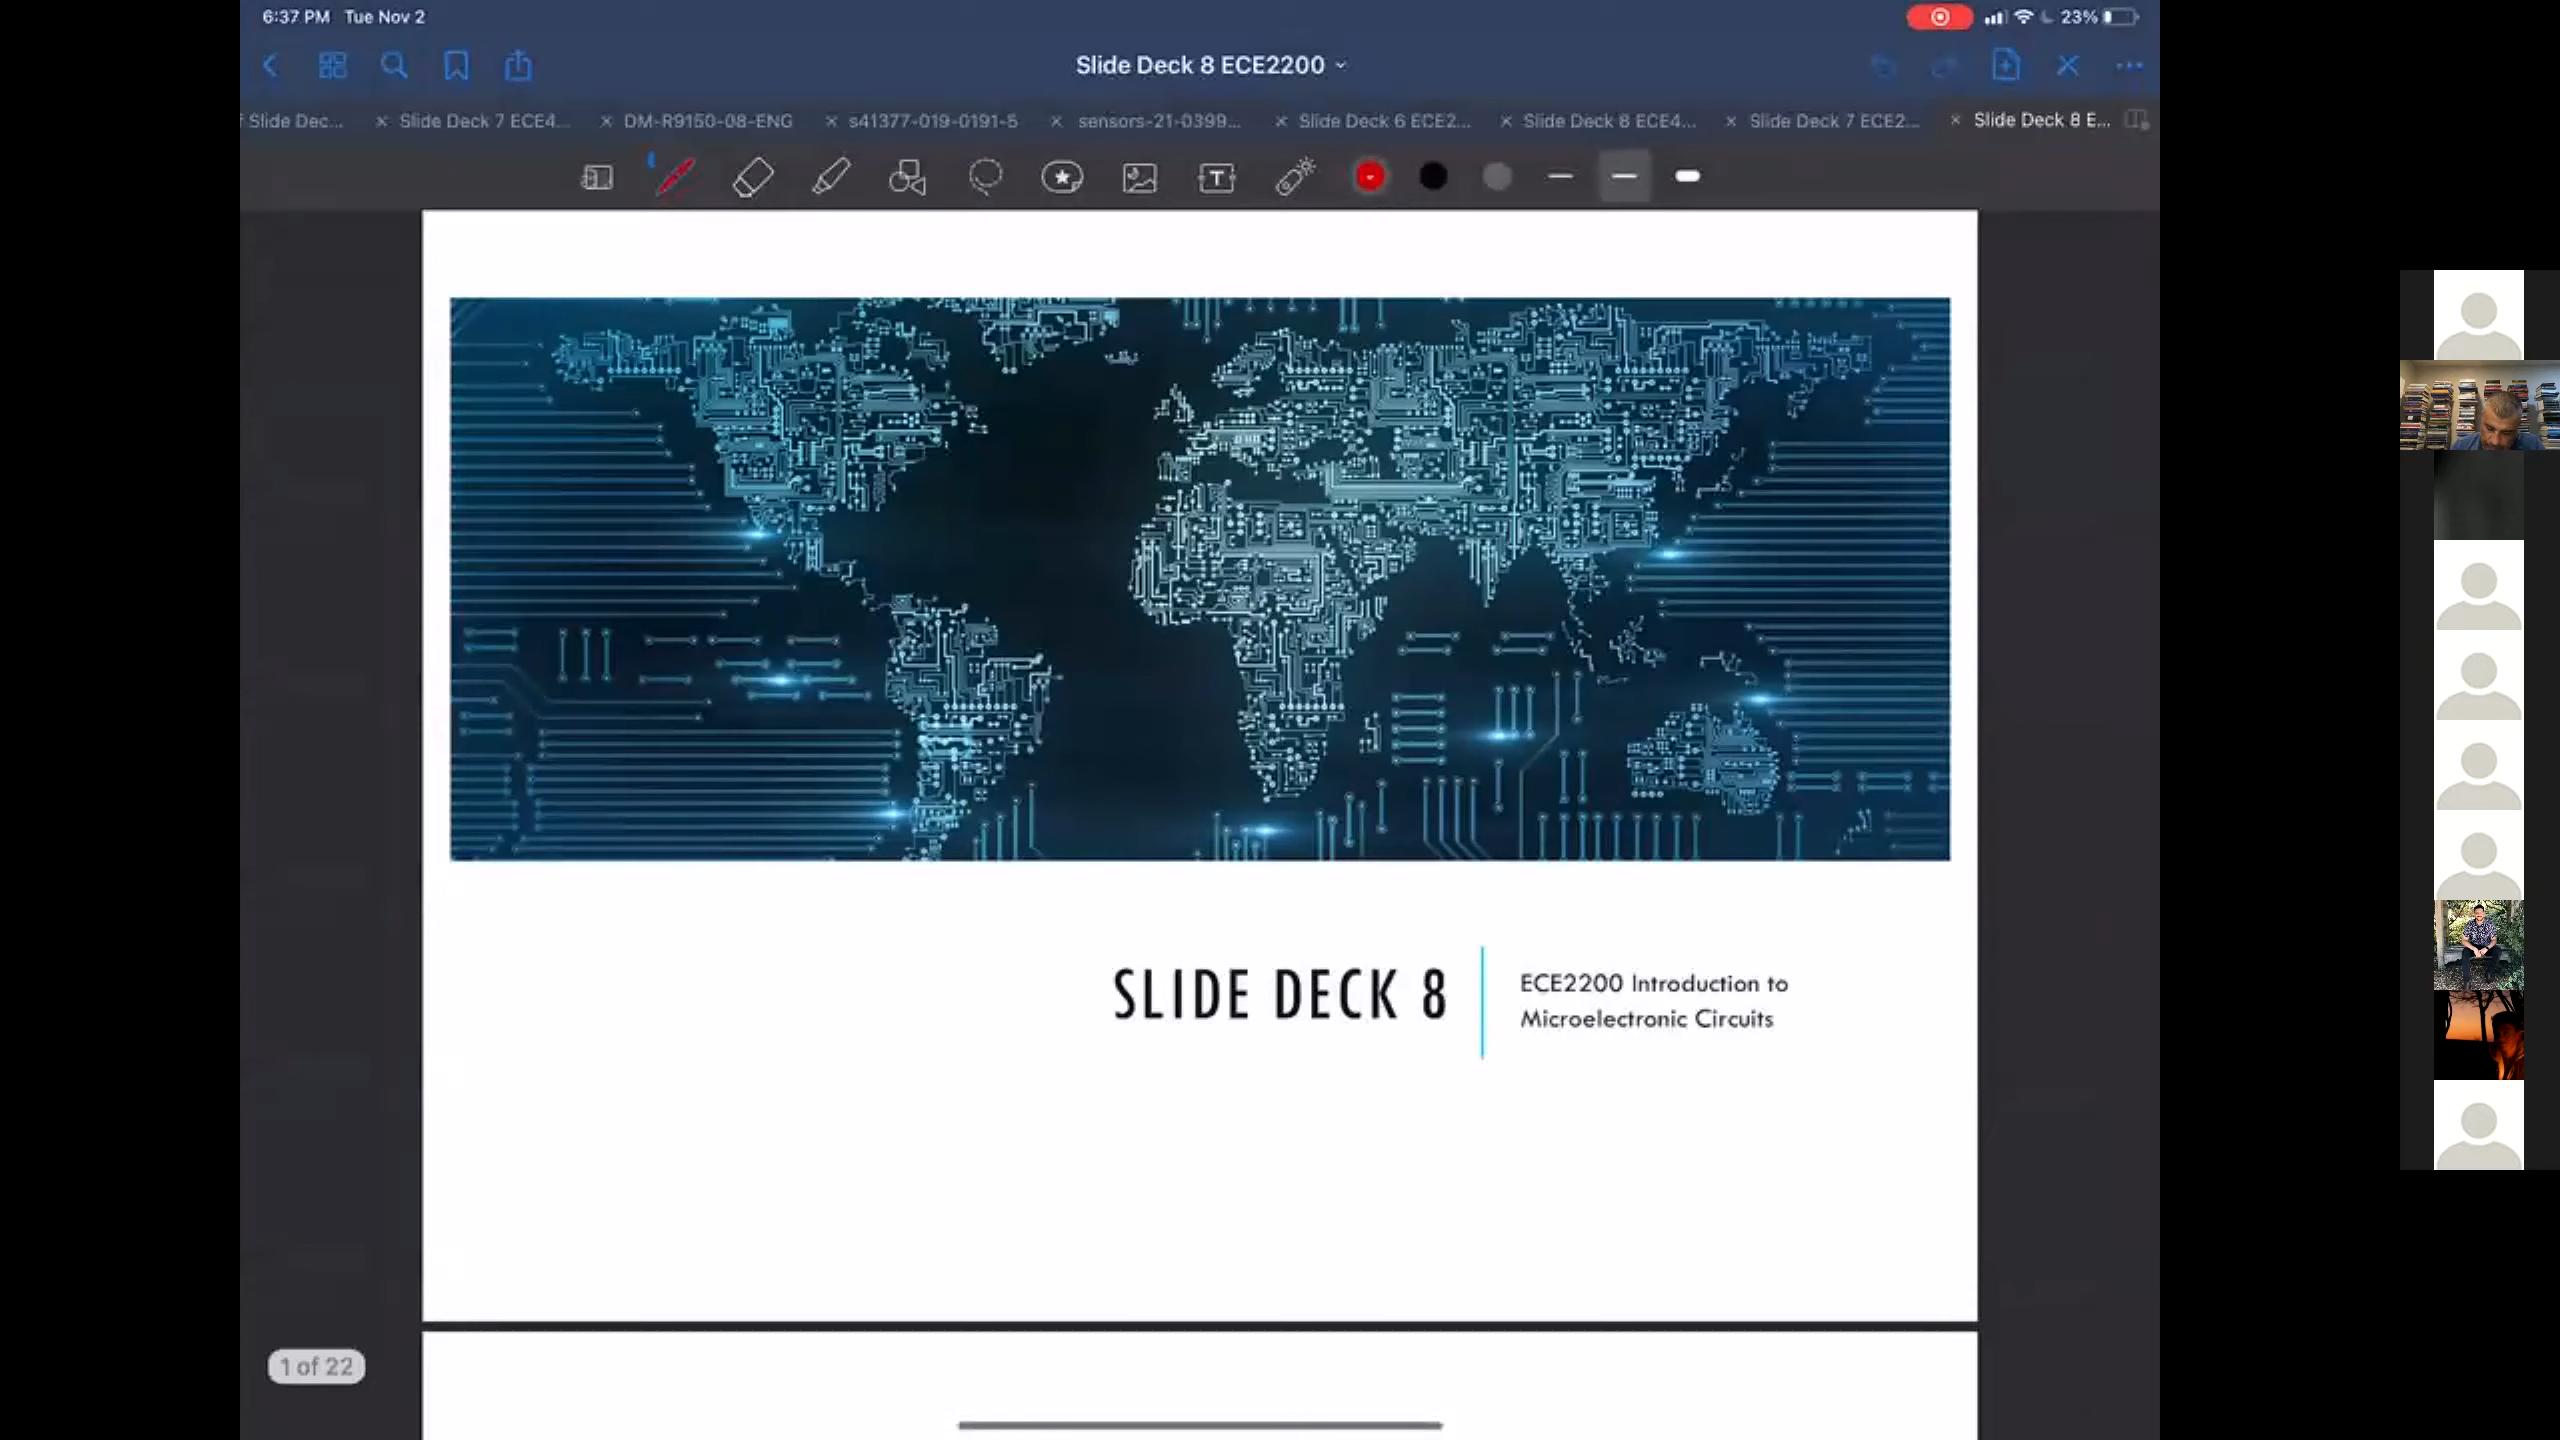 6:37 PM Tue Nov 2
23%
Slide Deck 8 ECE2200
f Slide Dec...
Slide Deck 7 ECE4...
DM-R9150-08-ENG
s41377-019-0191-5
sensors-21-0399...
Slide Deck 6 ECE2...
Slide Deck 8 ECE4...
Slide Deck 7 ECE2...
Slide Deck 8 E...
T
SLIDE DECK 8
ECE2200 Introduction to
Microelectronic Circuits
1 of 22